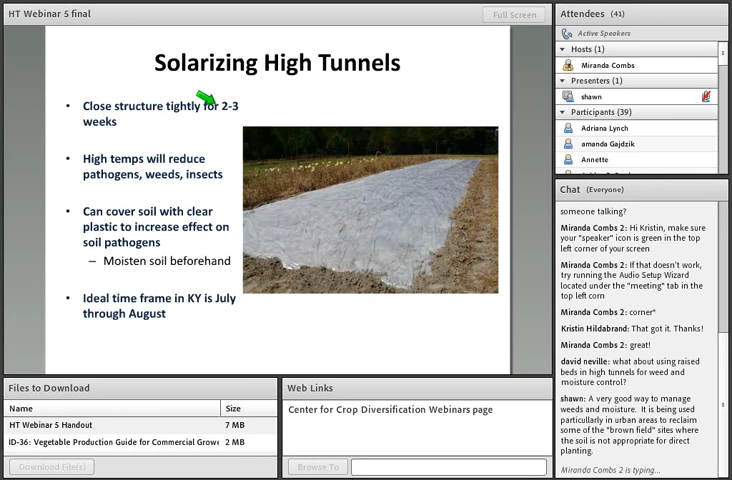 HT Webinar 5 final
Full Screen
Solarizing High Tunnels
• Close structure tightly for 2-3
weeks
• High temps will reduce
pathogens, weeds, insects
• Can cover soil with clear
plastic to increase effect on
soil pathogens
– Moisten soil beforehand
• Ideal time frame in KY is July
through August
Files to Download
Name Size
HT Webinar 5 Handout 7 MB
ID-36: Vegetable Production Guide for Commercial Growe 2 MB
Download File(s)
Web Links
Center for Crop Diversification Webinars page
Browse To
Attendees (41)
Active Speakers
Hosts (1)
Miranda Combs
Presenters (1)
shawn
Participants (39)
Adriana Lynch
amanda Gajdzik
Annette
Chat (Everyone)
someone talking?
Miranda Combs 2: Hi Kristin, make sure
your "speaker" icon is green in the top
left corner of your screen
Miranda Combs 2: If that doesn't work,
try running the Audio Setup Wizard
located under the "meeting" tab in the
top left corn
Miranda Combs 2: corner*
Kristin Hildabrand: That got it. Thanks!
Miranda Combs 2: great!
david neville: what about using raised
beds in high tunnels for weed and
moisture control?
shawn: A very good way to manage
weeds and moisture. It is being used
particullarly in urban areas to reclaim
some of the "brown field" sites where
the soil is not appropriate for direct
planting.
Miranda Combs 2 is typing...